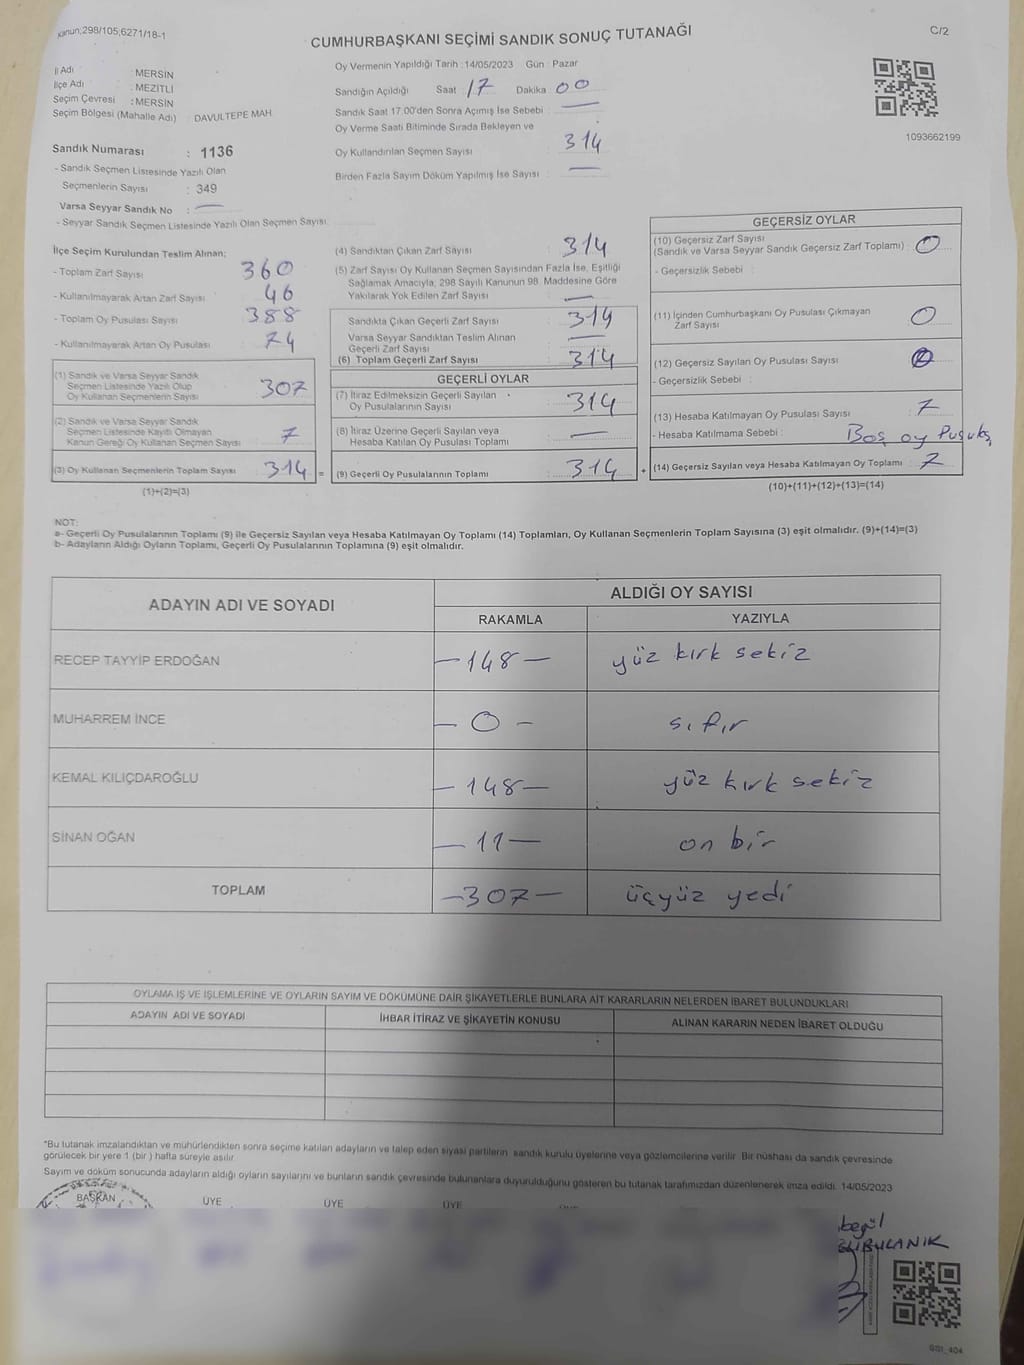 Kanun;298/105;6271/18-1
C/2
CUMHURBAŞKANI SEÇİMİ SANDIK SONUÇ TUTANAĞI
İl Adı : MERSİN
İlçe Adı : MEZİTLİ
Seçim Çevresi : MERSİN
Seçim Bölgesi (Mahalle Adı) : DAVULTEPE MAH.
Sandık Numarası : 1136
- Sandık Seçmen Listesinde Yazılı Olan
Seçmenlerin Sayısı : 349
Varsa Seyyar Sandık No : —
- Seyyar Sandık Seçmen Listesinde Yazılı Olan Seçmen Sayısı
Oy Vermenin Yapıldığı Tarih :14/05/2023 Gün : Pazar
Sandığın Açıldığı Saat 17 Dakika 00
Sandık Saat 17.00'den Sonra Açımış İse Sebebi : —
Oy Verme Saati Bitiminde Sırada Bekleyen ve
Oy Kullandırılan Seçmen Sayısı : 314
Birden Fazla Sayım Döküm Yapılmış İse Sayısı : —
1093662199
İlçe Seçim Kurulundan Teslim Alınan;
- Toplam Zarf Sayısı : 360
- Kullanılmayarak Artan Zarf Sayısı : 46
- Toplam Oy Pusulası Sayısı : 388
- Kullanılmayarak Artan Oy Pusulası : 74
(1) Sandık ve Varsa Seyyar Sandık
Seçmen Listesinde Yazılı Olup
Oy Kullanan Seçmenlerin Sayısı : 307
(2) Sandık ve Varsa Seyyar Sandık
Seçmen Listesinde Kayıtlı Olmayan
Kanun Gereği Oy Kullanan Seçmen Sayısı : 7
(3) Oy Kullanan Seçmenlerin Toplam Sayısı : 314 =
(1)+(2)=(3)
(4) Sandıktan Çıkan Zarf Sayısı : 314
(5) Zarf Sayısı Oy Kullanan Seçmen Sayısından Fazla İse, Eşitliği
Sağlamak Amacıyla, 298 Sayılı Kanunun 98. Maddesine Göre
Yakılarak Yok Edilen Zarf Sayısı : —
Sandıkta Çıkan Geçerli Zarf Sayısı : 314
Varsa Seyyar Sandıktan Teslim Alınan
Geçerli Zarf Sayısı : —
(6) Toplam Geçerli Zarf Sayısı : 314
GEÇERLİ OYLAR
(7) İtiraz Edilmeksizin Geçerli Sayılan
Oy Pusulalarının Sayısı : 314
(8) İtiraz Üzerine Geçerli Sayılan veya
Hesaba Katılan Oy Pusulası Toplamı : —
(9) Geçerli Oy Pusulalarının Toplamı : 314 +
GEÇERSİZ OYLAR
(10) Geçersiz Zarf Sayısı
(Sandık ve Varsa Seyyar Sandık Geçersiz Zarf Toplamı) : 0
- Geçersizlik Sebebi :
(11) İçinden Cumhurbaşkanı Oy Pusulası Çıkmayan
Zarf Sayısı : 0
(12) Geçersiz Sayılan Oy Pusulası Sayısı :
- Geçersizlik Sebebi :
(13) Hesaba Katılmayan Oy Pusulası Sayısı : 7
- Hesaba Katılmama Sebebi : Boş oy Pusulası
(14) Geçersiz Sayılan veya Hesaba Katılmayan Oy Toplamı : 7
(10)+(11)+(12)+(13)=(14)
NOT:
a- Geçerli Oy Pusulalarının Toplamı (9) ile Geçersiz Sayılan veya Hesaba Katılmayan Oy Toplamı (14) Toplamları, Oy Kullanan Seçmenlerin Toplam Sayısına (3) eşit olmalıdır. (9)+(14)=(3)
b- Adayların Aldığı Oyların Toplamı, Geçerli Oy Pusulalarının Toplamına (9) eşit olmalıdır.
ADAYIN ADI VE SOYADI
ALDIĞI OY SAYISI
RAKAMLA YAZIYLA
RECEP TAYYİP ERDOĞAN —148— yüz kırk sekiz
MUHARREM İNCE —0— sıfır
KEMAL KILIÇDAROĞLU —148— yüz kırk sekiz
SİNAN OĞAN —11— on bir
TOPLAM —307— üçyüz yedi
OYLAMA İŞ VE İŞLEMLERİNE VE OYLARIN SAYIM VE DÖKÜMÜNE DAİR ŞİKAYETLERLE BUNLARA AİT KARARLARIN NELERDEN İBARET BULUNDUKLARI
ADAYIN ADI VE SOYADI İHBAR İTİRAZ VE ŞİKAYETİN KONUSU ALINAN KARARIN NEDEN İBARET OLDUĞU
*Bu tutanak imzalandıktan ve mühürlendikten sonra seçime katılan adayların ve talep eden siyasi partilerin sandık kurulu üyelerine veya gözlemcilerine verilir. Bir nüshası da sandık çevresinde
görülecek bir yere 1 (bir ) hafta süreyle asılır.
Sayım ve döküm sonucunda adayların aldığı oyların sayılarını ve bunların sandık çevresinde bulunanlara duyurulduğunu gösteren bu tutanak tarafımızdan düzenlenerek imza edildi. 14/05/2023
BAŞKAN ÜYE ÜYE ÜYE
BULANIK